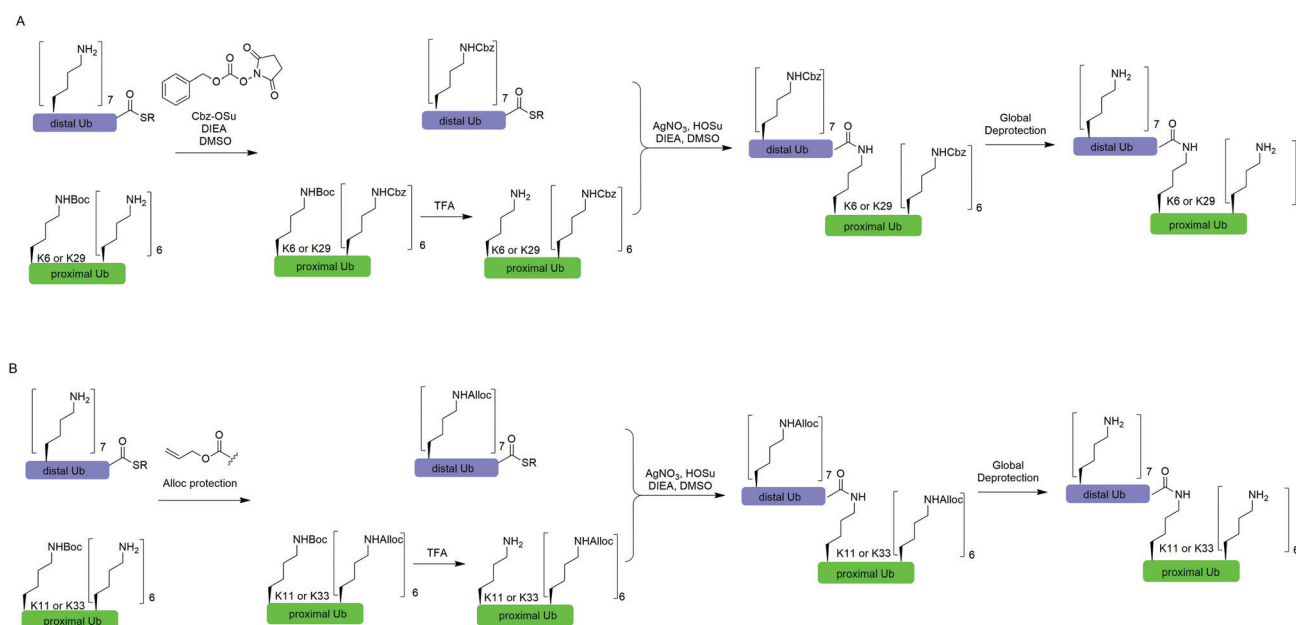 A
NH2
7
O
SR
distal Ub
O
O
O
N
O
O
Cbz-OSu
DIEA
DMSO
NHBoc
NH2
K6 or K29
6
proximal Ub
NHCbz
7
O
SR
distal Ub
NHBoc
NHCbz
K6 or K29
6
proximal Ub
TFA
NH2
NHCbz
K6 or K29
6
proximal Ub
AgNO3, HOSu
DIEA, DMSO
NHCbz
7
O
distal Ub
NH
NHCbz
K6 or K29
6
proximal Ub
Global
Deprotection
NH2
7
O
distal Ub
NH
NH2
K6 or K29
6
proximal Ub
B
NH2
7
O
SR
distal Ub
O
O
Alloc protection
NHBoc
NH2
K11 or K33
6
proximal Ub
NHAlloc
7
O
SR
distal Ub
NHBoc
NHAlloc
K11 or K33
6
proximal Ub
TFA
NH2
NHAlloc
K11 or K33
6
proximal Ub
AgNO3, HOSu
DIEA, DMSO
NHAlloc
7
O
distal Ub
NH
NHAlloc
K11 or K33
6
proximal Ub
Global
Deprotection
NH2
7
O
distal Ub
NH
NH2
K11 or K33
6
proximal Ub